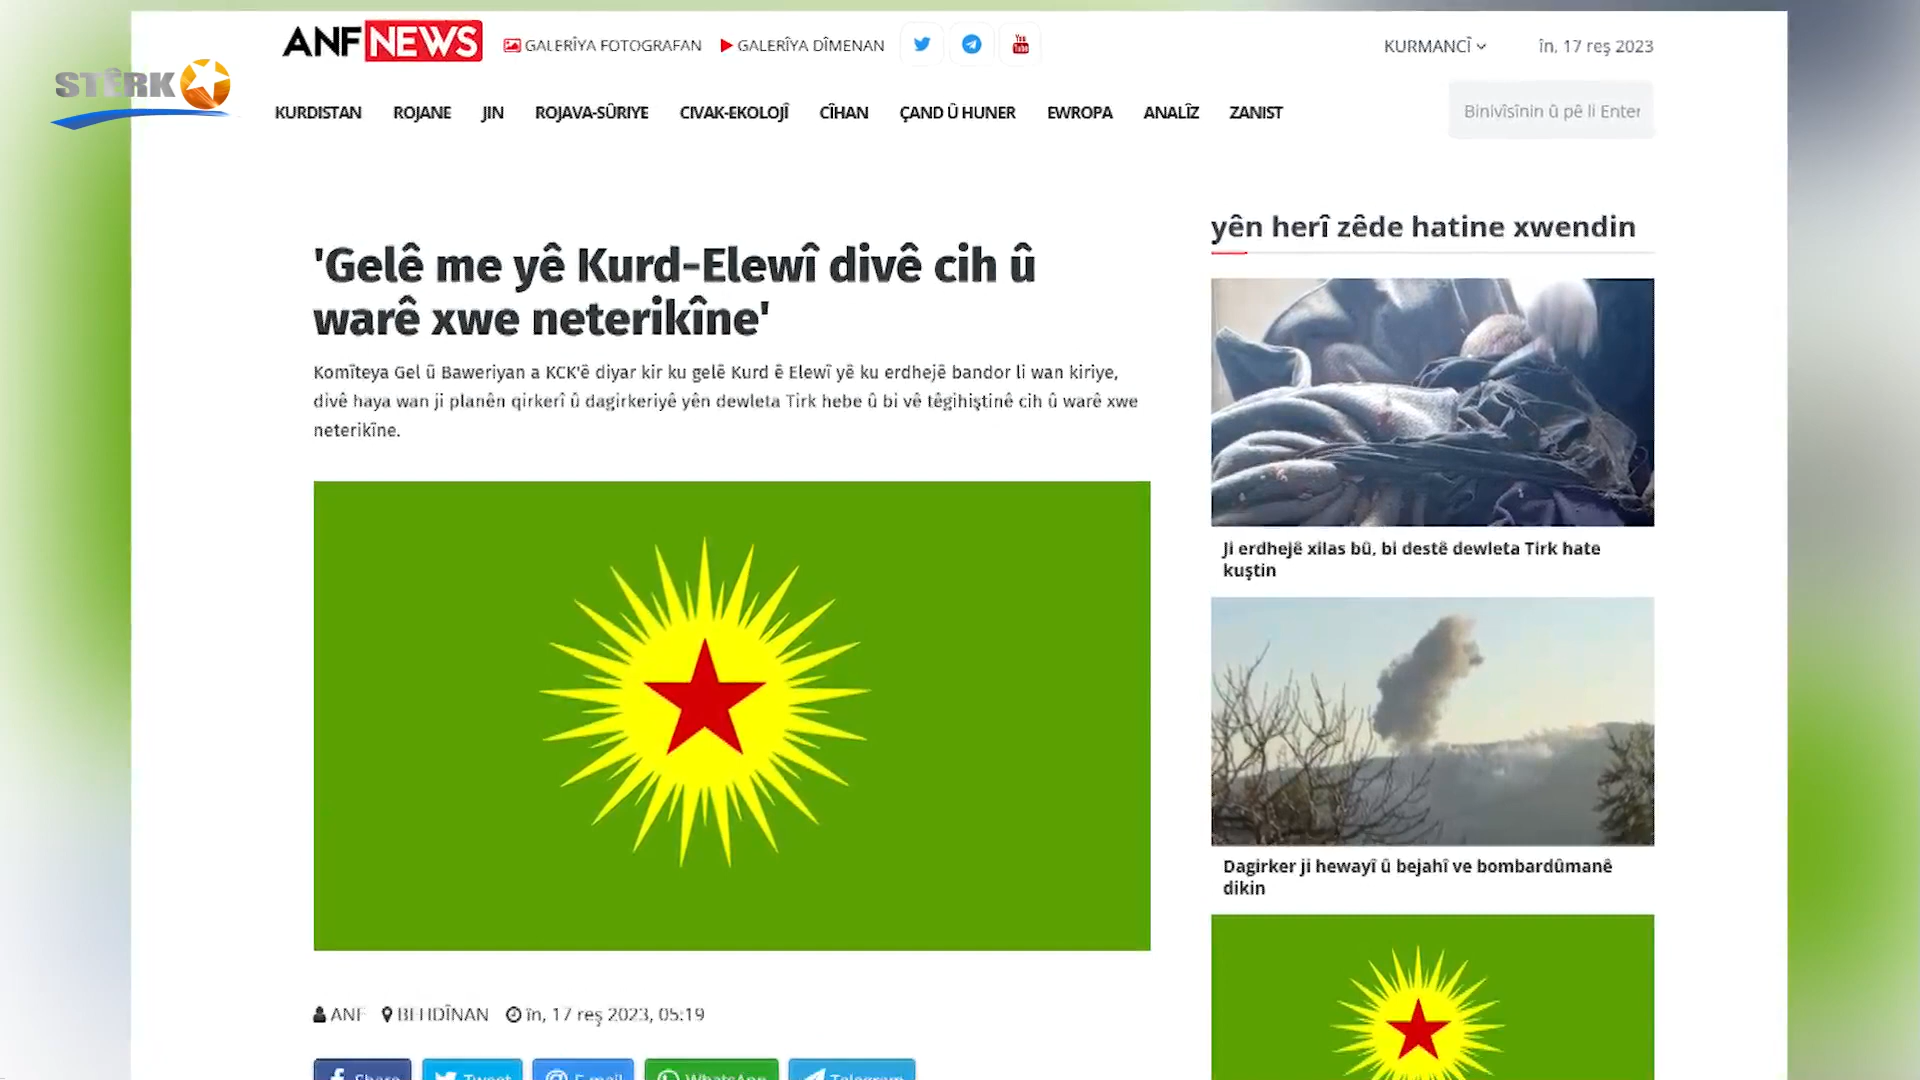 STÊRK
ANF NEWS
GALERÎYA FOTOGRAFAN
GALERÎYA DÎMENAN
KURMANCÎ
în, 17 reş 2023
KURDISTAN ROJANE JIN ROJAVA-SÛRIYE CIVAK-EKOLOJÎ CÎHAN ÇAND Û HUNER EWROPA ANALÎZ ZANIST
Binivîsînin û pê li Enter
'Gelê me yê Kurd-Elewî divê cih û
warê xwe neterikîne'
Komîteya Gel û Baweriyan a KCK'ê diyar kir ku gelê Kurd ê Elewî yê ku erdhejê bandor li wan kiriye,
divê haya wan ji planên qirkerî û dagirkeriyê yên dewleta Tirk hebe û bi vê têgihiştinê cih û warê xwe
neterikîne.
ANF BEHDÎNAN în, 17 reş 2023, 05:19
Share Tweet E-mail WhatsApp Telegram
yên herî zêde hatine xwendin
Ji erdhejê xilas bû, bi destê dewleta Tirk hate
kuştin
Dagirker ji hewayî û bejahî ve bombardûmanê
dikin